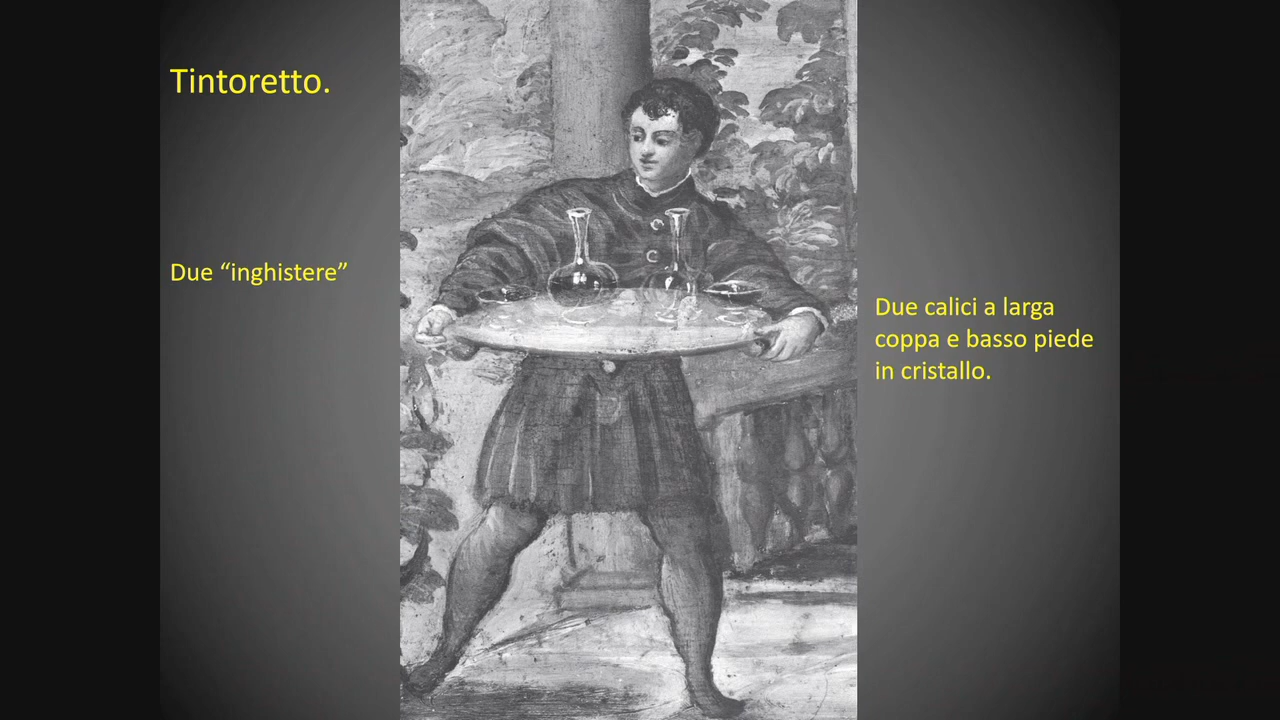 Tintoretto.
Due “inghistere”
Due calici a larga
coppa e basso piede
in cristallo.